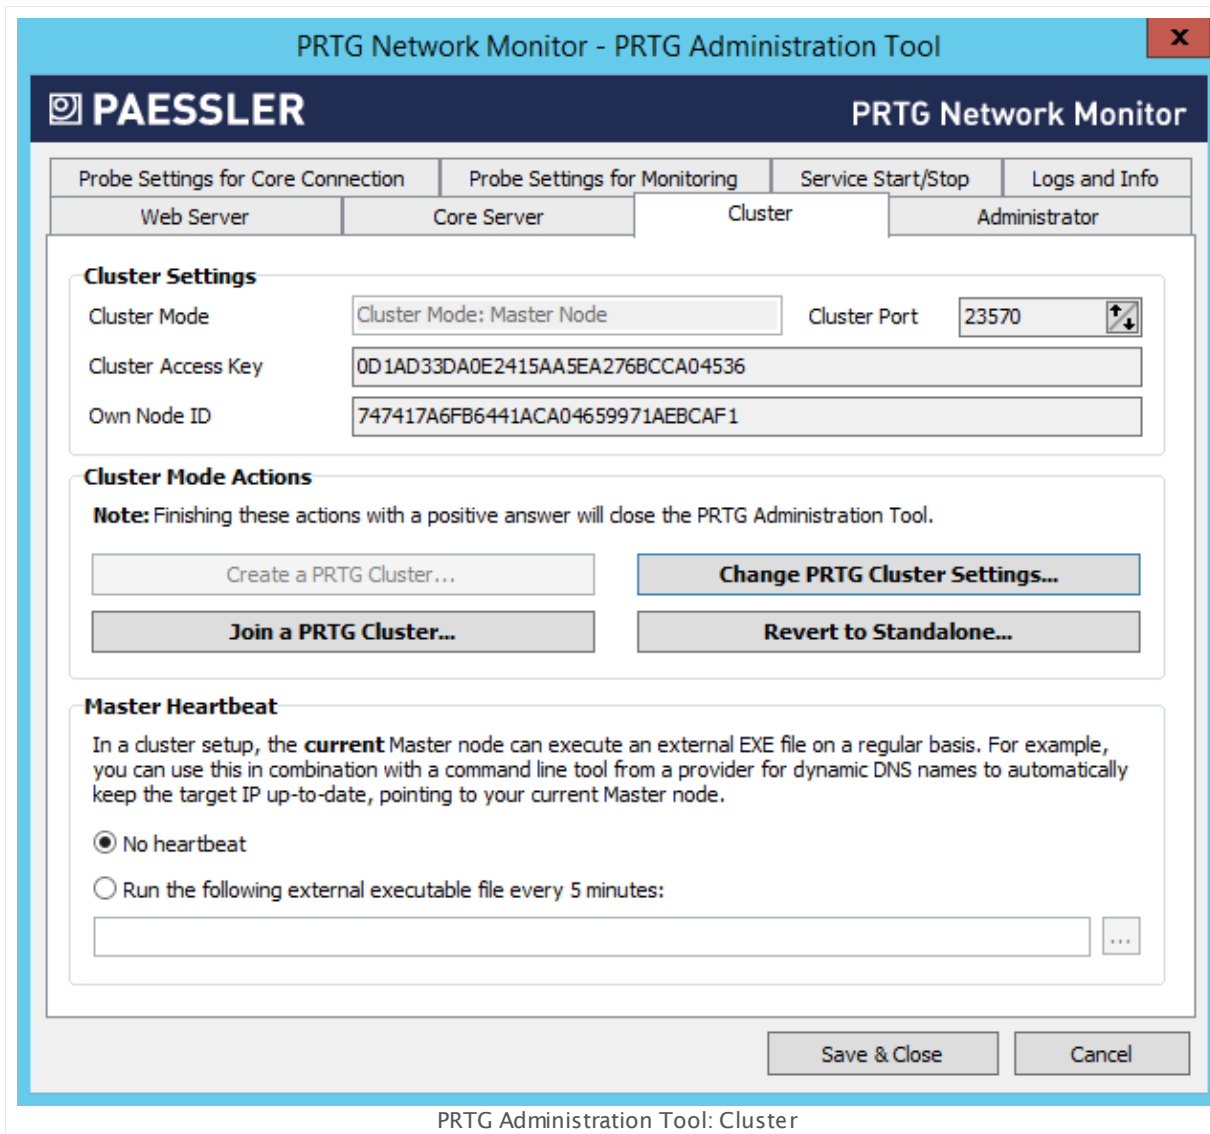 PRTG Network Monitor - PRTG Administration Tool
x
PAESSLER
PRTG Network Monitor
Probe Settings for Core Connection
Probe Settings for Monitoring
Service Start/Stop
Logs and Info
Web Server
Core Server
Cluster
Administrator
Cluster Settings
Cluster Mode
Cluster Mode: Master Node
Cluster Port
23570
Cluster Access Key
0D1AD33DA0E2415AA5EA276BCCA04536
Own Node ID
747417A6FB6441ACA04659971AEBCAF1
Cluster Mode Actions
Note: Finishing these actions with a positive answer will close the PRTG Administration Tool.
Create a PRTG Cluster...
Change PRTG Cluster Settings...
Join a PRTG Cluster...
Revert to Standalone...
Master Heartbeat
In a cluster setup, the current Master node can execute an external EXE file on a regular basis. For example,
you can use this in combination with a command line tool from a provider for dynamic DNS names to automatically
keep the target IP up-to-date, pointing to your current Master node.
No heartbeat
Run the following external executable file every 5 minutes:
...
Save & Close
Cancel
PRTG Administration Tool: Cluster